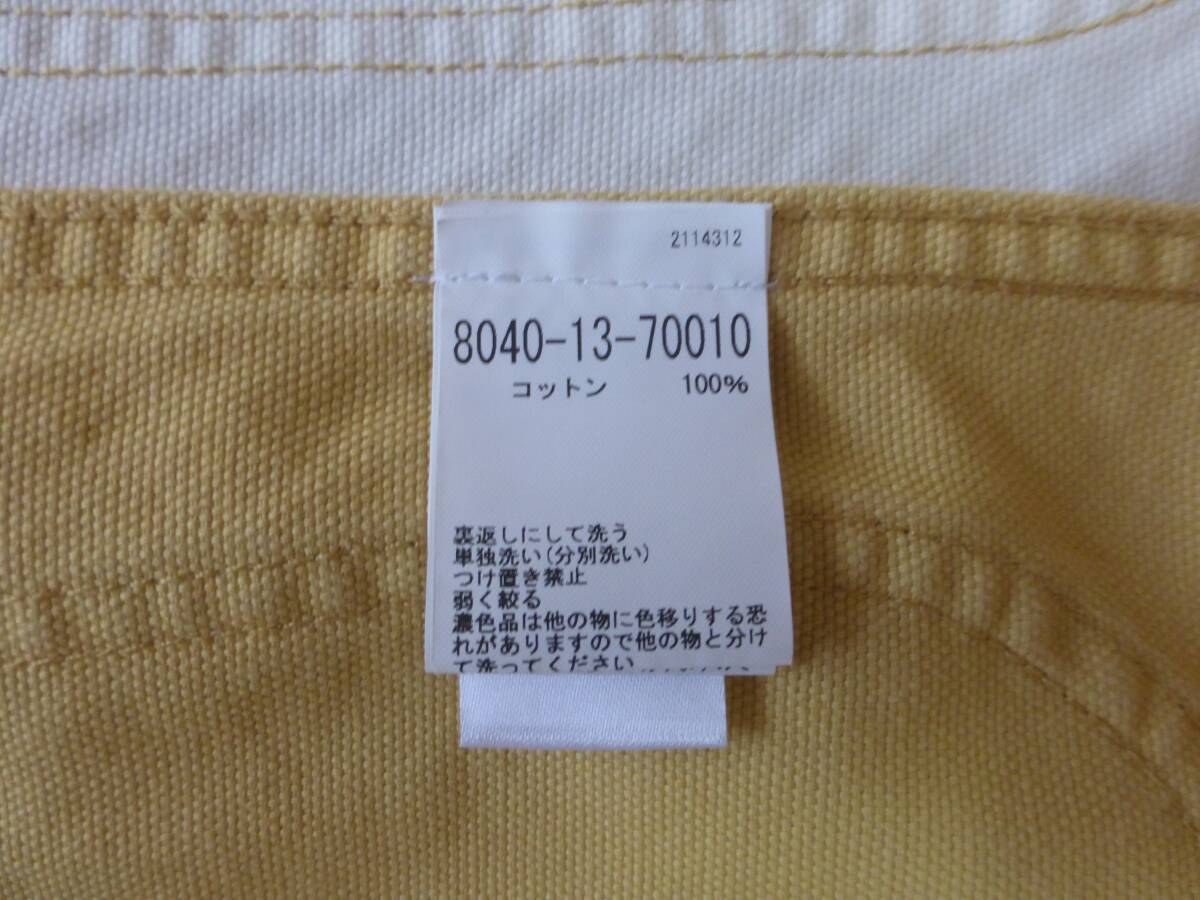 2114312
8040-13-70010
コットン 100%
裏返しにして洗う
単独洗い(分別洗い)
つけ置き禁止
弱く絞る
濃色品は他の物に色移りする恐
れがありますので他の物と分け
て洗ってください